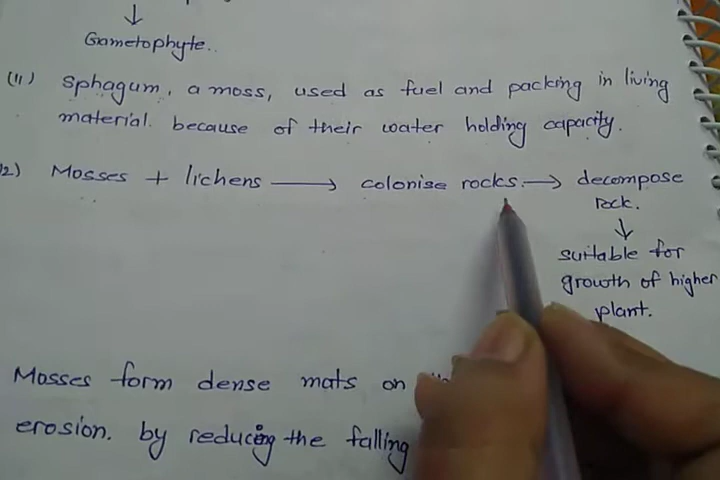 ↓
Gametophyte..
(11) Sphagum, a moss, used as fuel and packing in living
material. because of their water holding capacity.
2) Mosses + lichens ⟶ colonise rocks. → decompose
rock.
↓
suitable for
growth of higher
plant.
Mosses form dense mats on
erosion. by reducing the falling